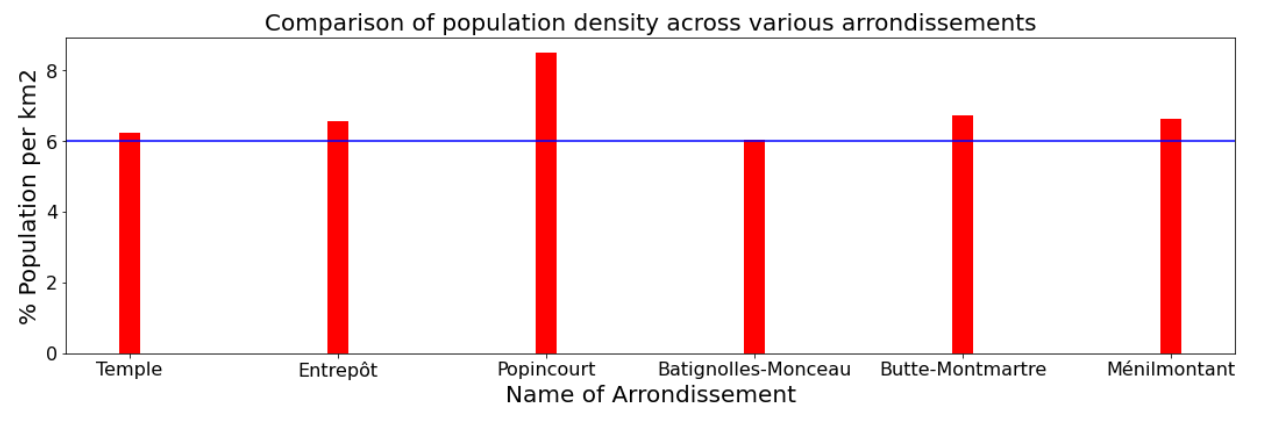 Comparison of population density across various arrondissements
% Population per km2
8
6
4
2
0
Temple Entrepôt Popincourt Batignolles-Monceau Butte-Montmartre Ménilmontant
Name of Arrondissement